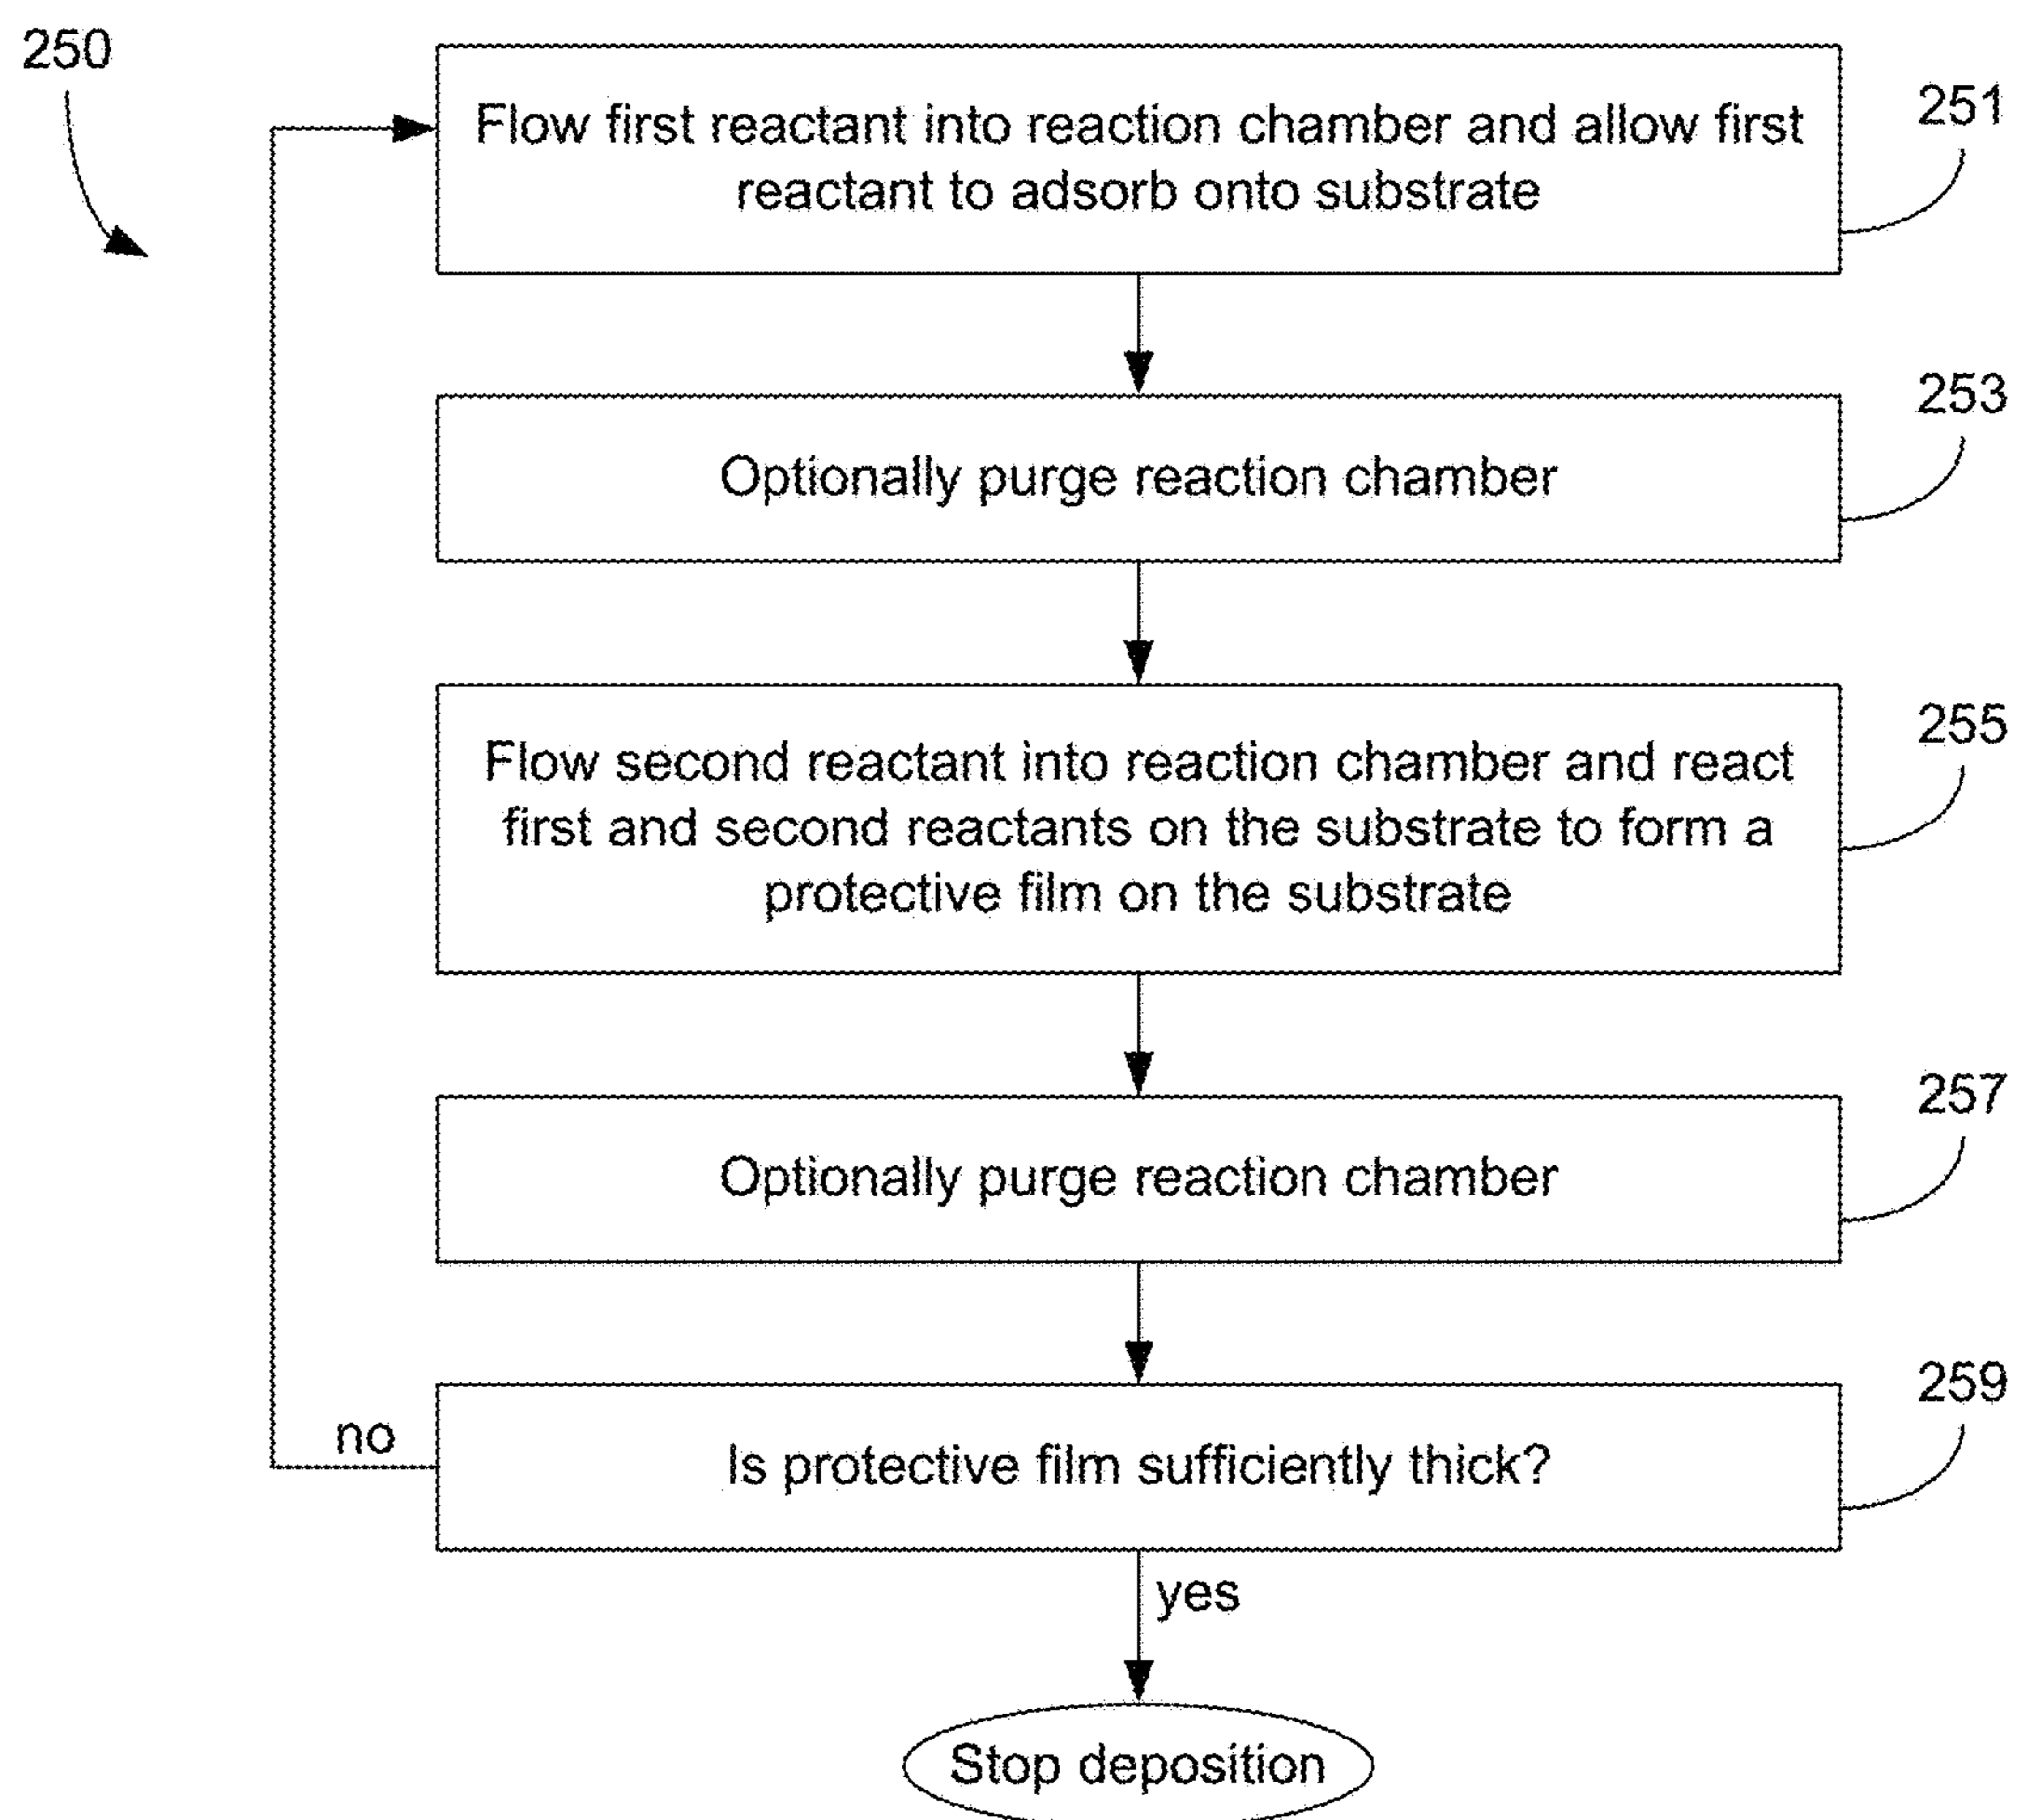 250
Flow first reactant into reaction chamber and allow first
reactant to adsorb onto substrate
251
Optionally purge reaction chamber
253
Flow second reactant into reaction chamber and react
first and second reactants on the substrate to form a
protective film on the substrate
255
Optionally purge reaction chamber
257
Is protective film sufficiently thick?
259
no
yes
Stop deposition